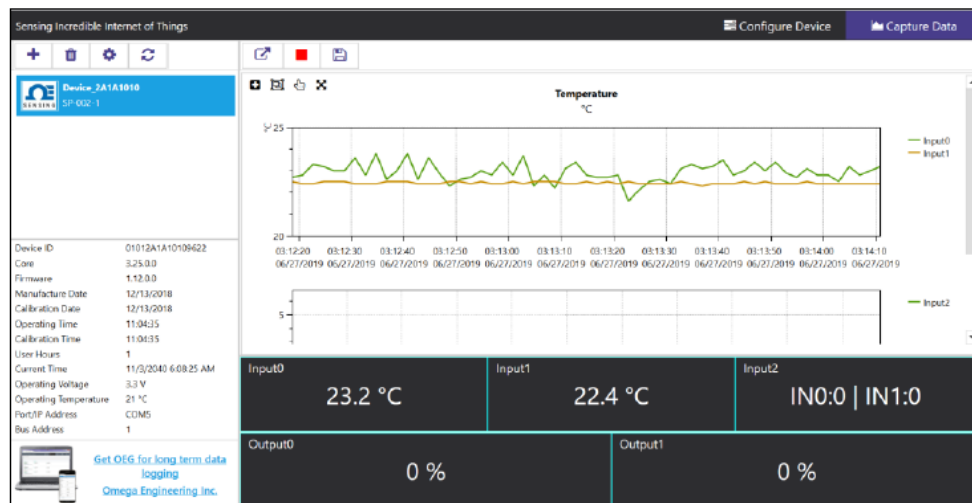 Sensing Incredible Internet of Things
Configure Device
Capture Data
Device_2A1A1010
SP-002-1
SENSING
Temperature
°C
°C
25
20
Input0
Input1
03:12:20 03:12:30 03:12:40 03:12:50 03:13:00 03:13:10 03:13:20 03:13:30 03:13:40 03:13:50 03:14:00 03:14:10
06/27/2019 06/27/2019 06/27/2019 06/27/2019 06/27/2019 06/27/2019 06/27/2019 06/27/2019 06/27/2019 06/27/2019 06/27/2019 06/27/2019
5
Input2
Device ID 01012A1A10109622
Core 3.25.0.0
Firmware 1.12.0.0
Manufacture Date 12/13/2018
Calibration Date 12/13/2018
Operating Time 11:04:35
Calibration Time 11:04:35
User Hours 1
Current Time 11/3/2040 6:08:25 AM
Operating Voltage 3.3 V
Operating Temperature 21 °C
Port/IP Address COM5
Bus Address 1
Get OEG for long term data
logging
Omega Engineering Inc.
Input0
23.2 °C
Input1
22.4 °C
Input2
IN0:0 | IN1:0
Output0
0 %
Output1
0 %